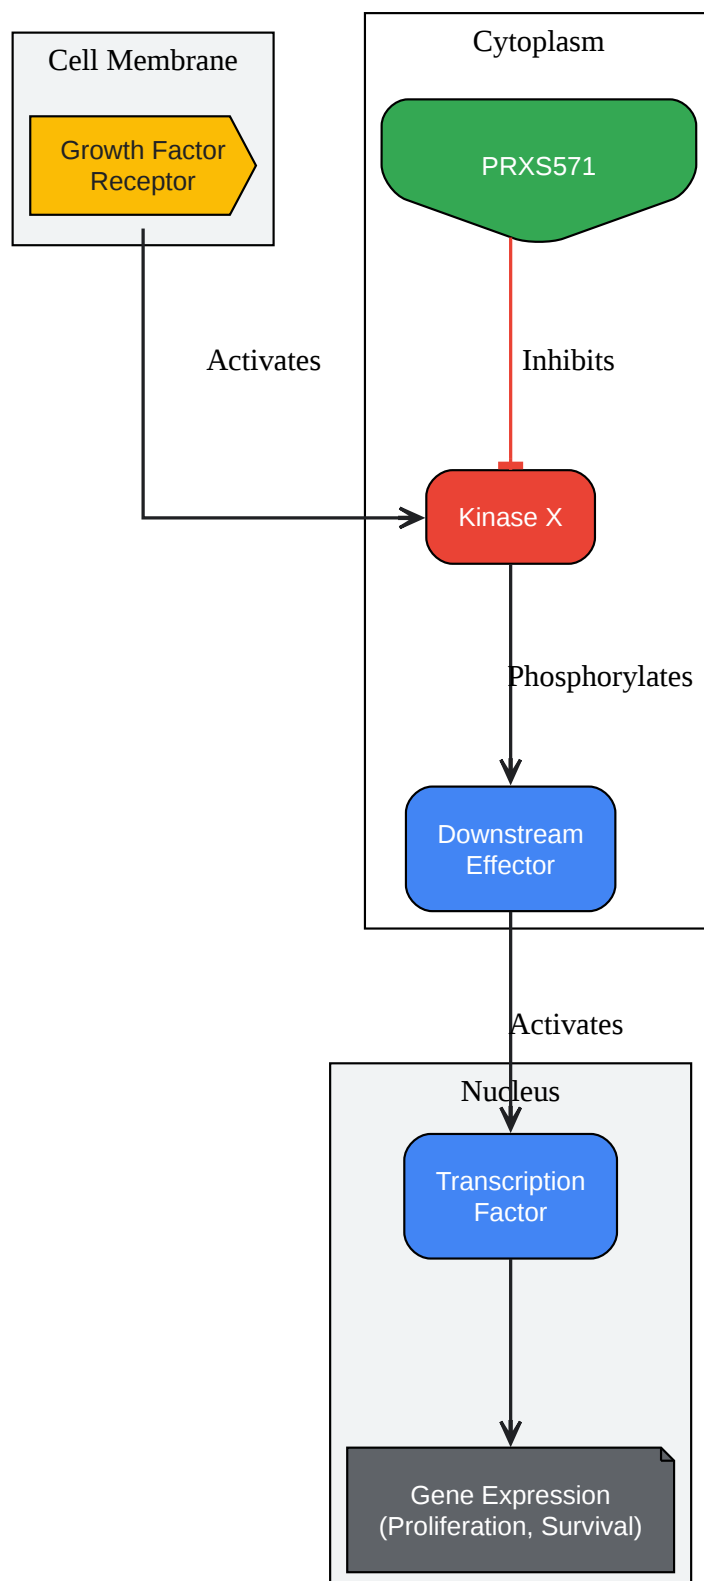 Cell Membrane
Growth Factor
Receptor
Cytoplasm
PRXS571
Activates
Inhibits
Kinase X
Phosphorylates
Downstream
Effector
Activates
Nucleus
Transcription
Factor
Gene Expression
(Proliferation, Survival)